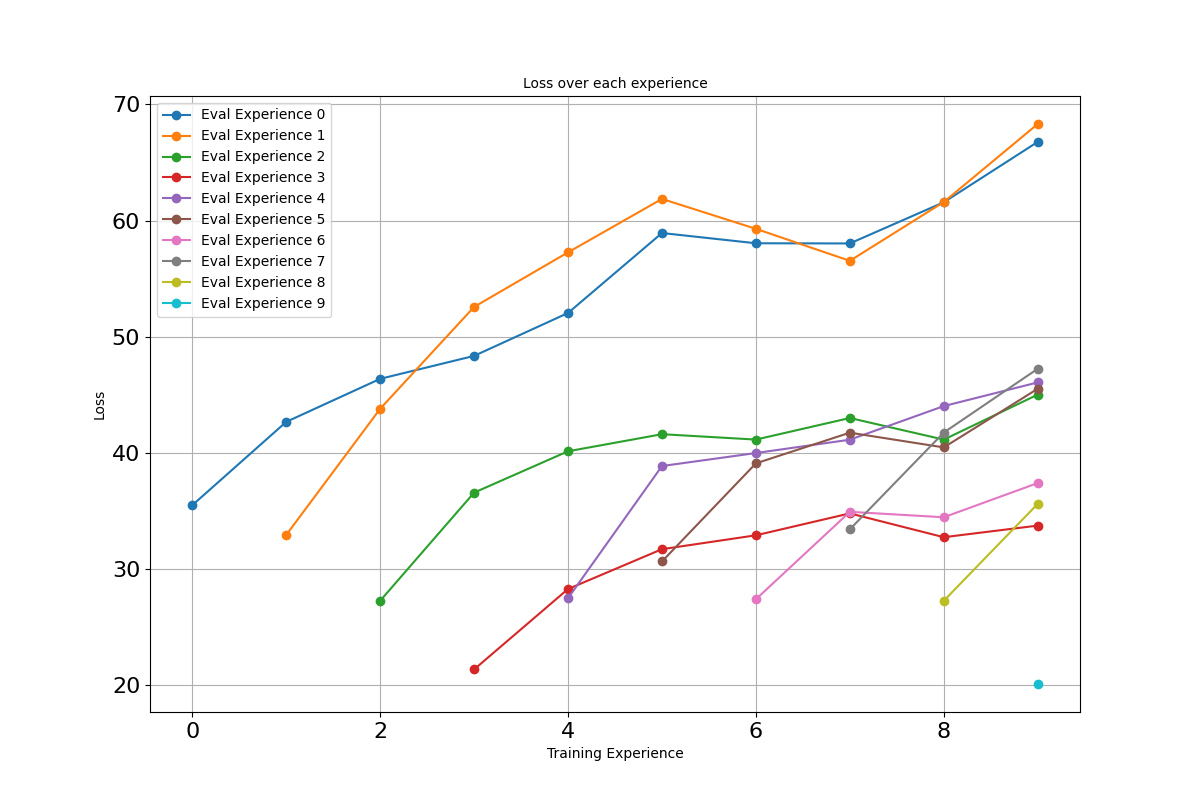 Loss over each experience
70
60
50
40
30
20
Loss
Eval Experience 0
Eval Experience 1
Eval Experience 2
Eval Experience 3
Eval Experience 4
Eval Experience 5
Eval Experience 6
Eval Experience 7
Eval Experience 8
Eval Experience 9
0 2 4 6 8
Training Experience